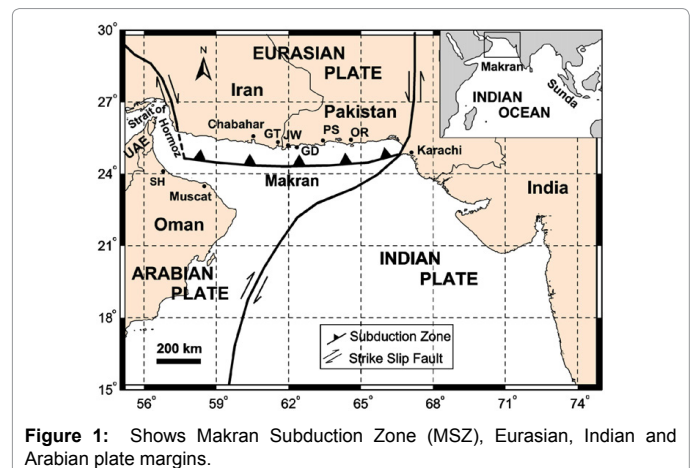 30°
27°
24°
21°
18°
15°
56°
59°
62°
65°
68°
71°
74°
N
EURASIAN
PLATE
Iran
Pakistan
Makran
INDIAN
OCEAN
Sunda
Strait of
Hormoz
UAE
Chabahar
GT
JW
GD
PS
OR
Karachi
Makran
SH
Muscat
Oman
India
ARABIAN
PLATE
INDIAN
PLATE
200 km
Subduction Zone
Strike Slip Fault
Figure 1: Shows Makran Subduction Zone (MSZ), Eurasian, Indian and
Arabian plate margins.